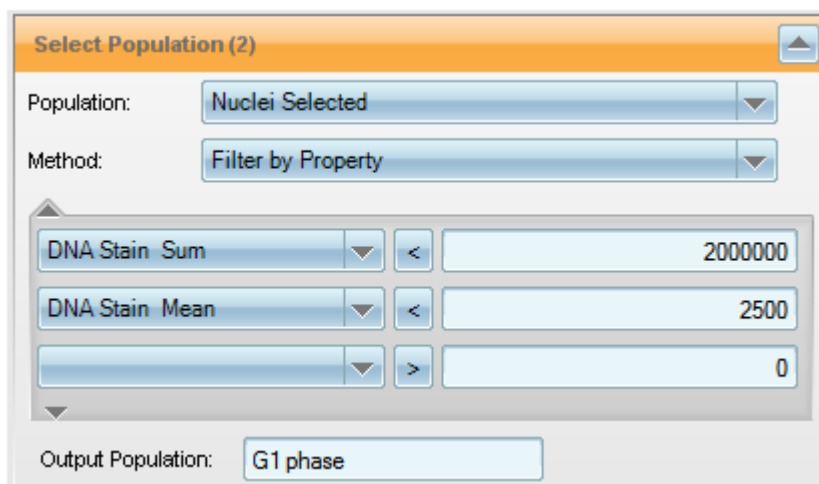 Select Population (2)
Population: Nuclei Selected
Method: Filter by Property
DNA Stain Sum < 2000000
DNA Stain Mean < 2500
> 0
Output Population: G1 phase